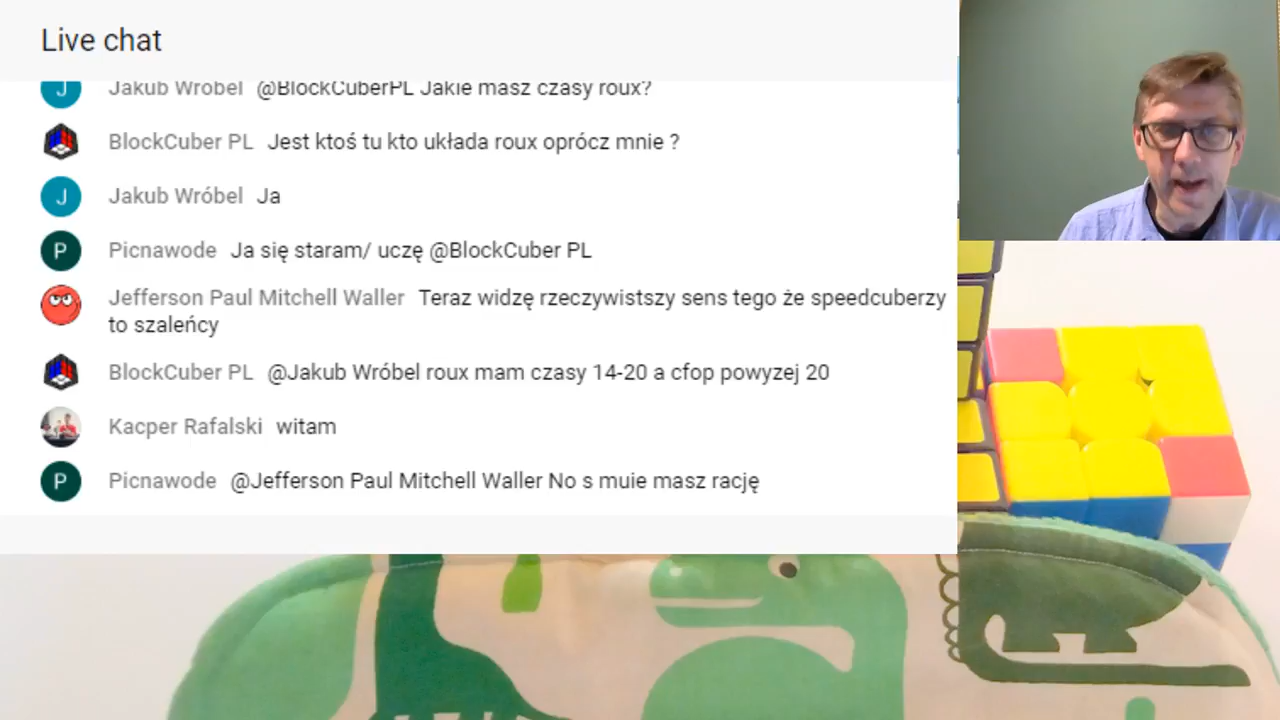 Live chat
Jakub Wróbel @BlockCuberPL Jakie masz czasy roux?
BlockCuber PL Jest ktoś tu kto układa roux oprócz mnie ?
J Jakub Wróbel Ja
P Picnawode Ja się staram/ uczę @BlockCuber PL
Jefferson Paul Mitchell Waller Teraz widzę rzeczywistszy sens tego że speedcuberzy
to szaleńcy
BlockCuber PL @Jakub Wróbel roux mam czasy 14-20 a cfop powyzej 20
Kacper Rafalski witam
P Picnawode @Jefferson Paul Mitchell Waller No s muie masz rację